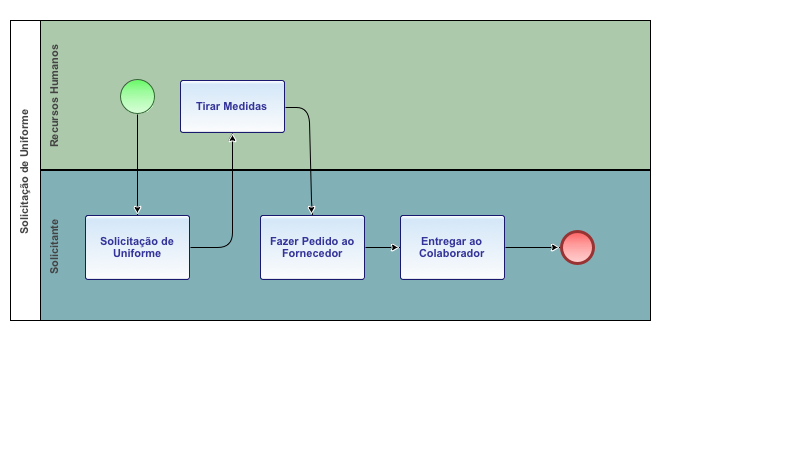 Solicitação de Uniforme
Recursos Humanos
Tirar Medidas
Solicitante
Solicitação de
Uniforme
Fazer Pedido ao
Fornecedor
Entregar ao
Colaborador